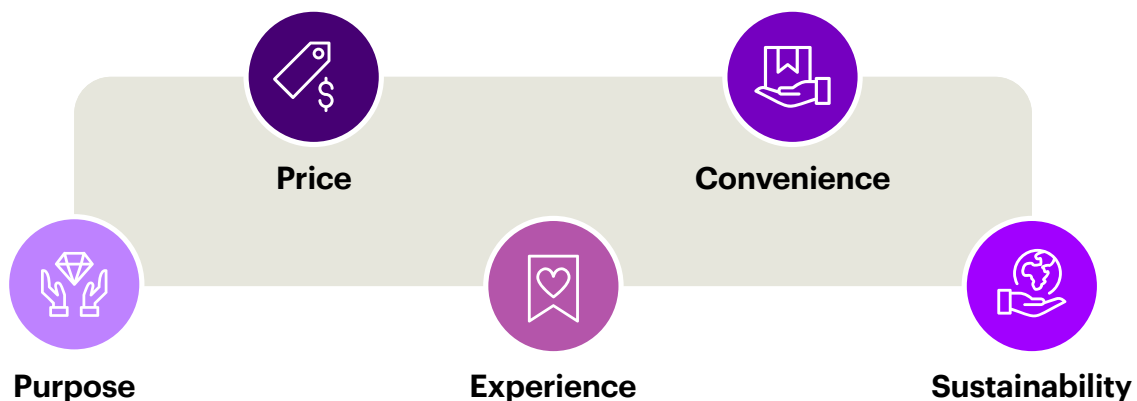 Price
Convenience
Purpose
Experience
Sustainability